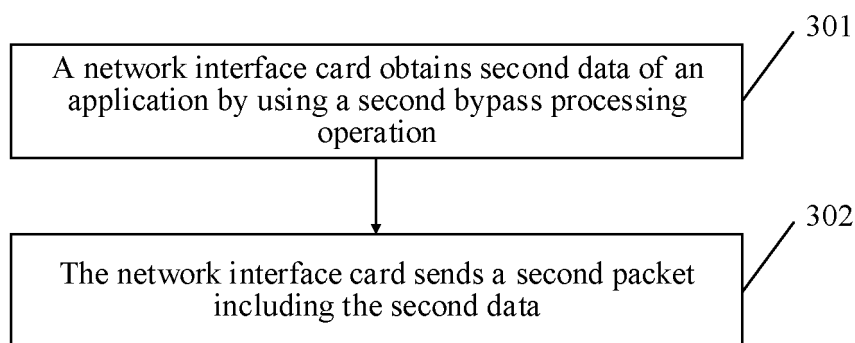 301
A network interface card obtains second data of an
application by using a second bypass processing
operation
302
The network interface card sends a second packet
including the second data